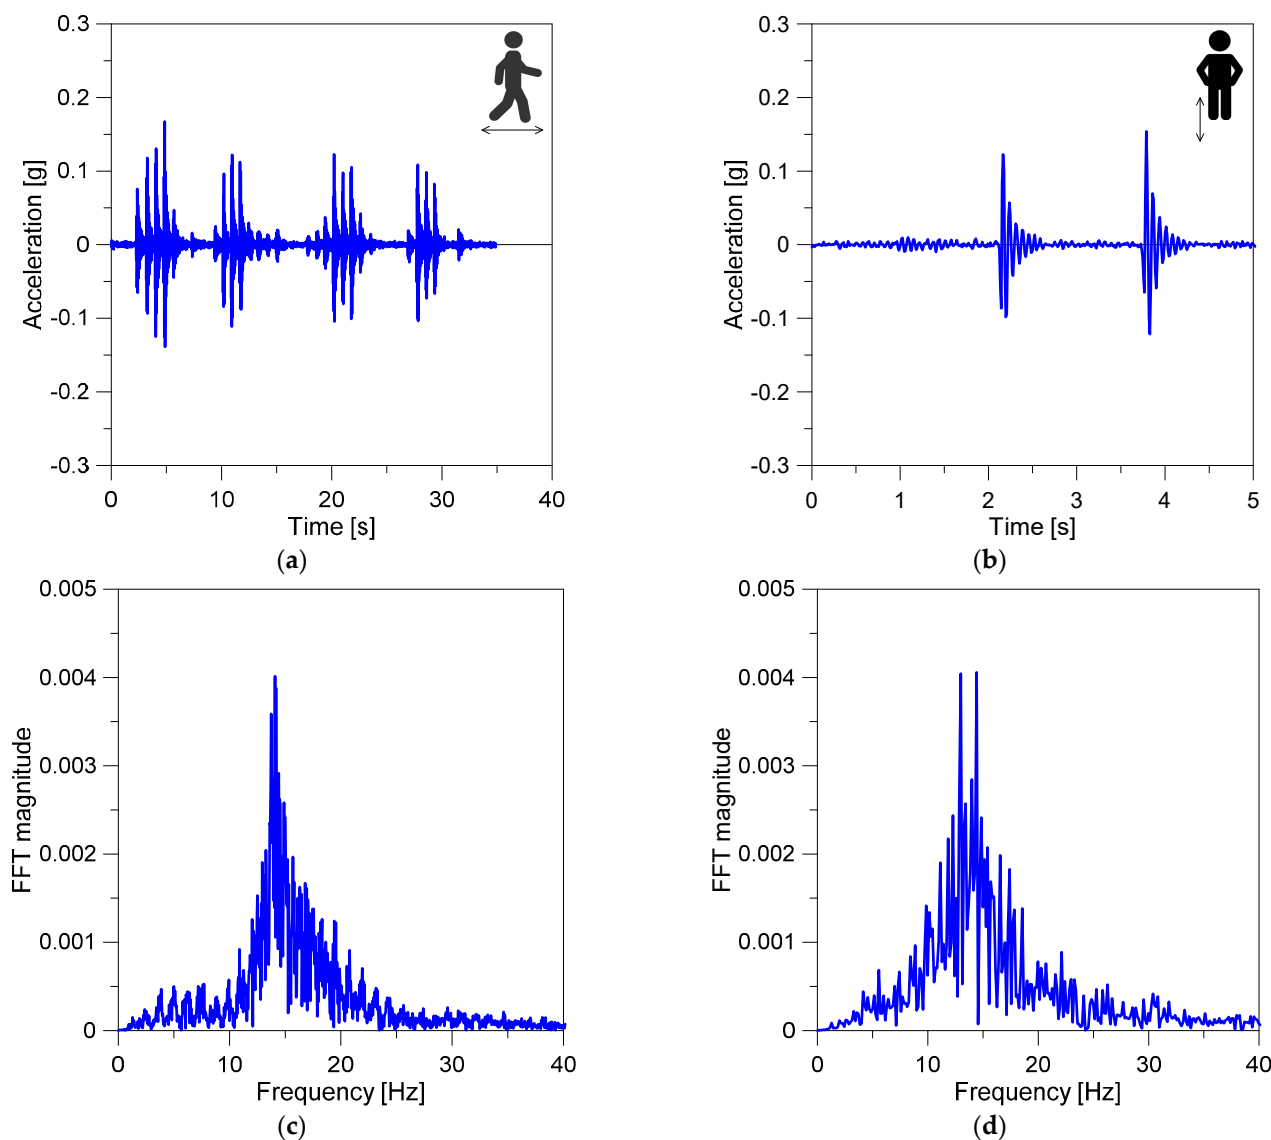 0.3
0.2
0.1
0
-0.1
-0.2
-0.3
Acceleration [g]
0 10 20 30 40
Time [s]
(a)
0.3
0.2
0.1
0
-0.1
-0.2
-0.3
Acceleration [g]
0 1 2 3 4 5
Time [s]
(b)
0.005
0.004
0.003
0.002
0.001
0
FFT magnitude
0 10 20 30 40
Frequency [Hz]
(c)
0.005
0.004
0.003
0.002
0.001
0
FFT magnitude
0 10 20 30 40
Frequency [Hz]
(d)